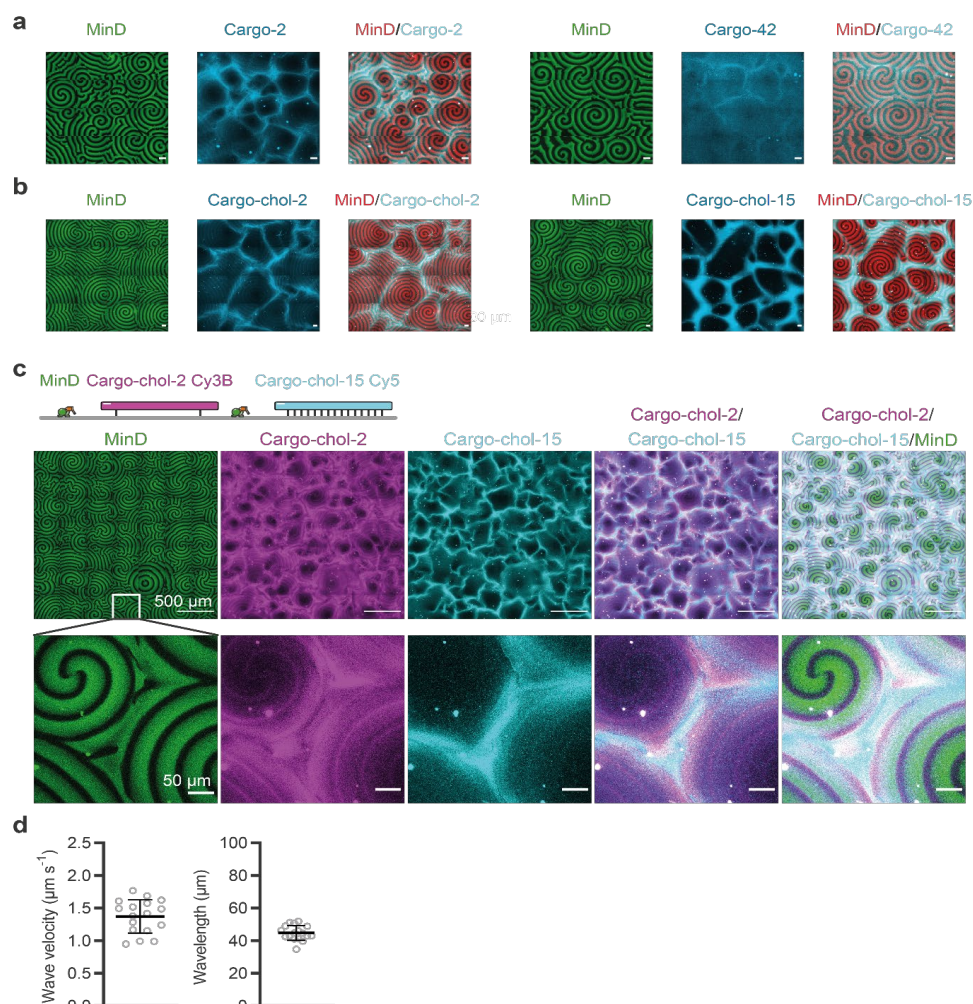 a
MinD Cargo-2 MinD/Cargo-2 MinD Cargo-42 MinD/Cargo-42
b
MinD Cargo-chol-2 MinD/Cargo-chol-2 MinD Cargo-chol-15 MinD/Cargo-chol-15
c
MinD Cargo-chol-2 Cy3B Cargo-chol-15 Cy5
MinD Cargo-chol-2 Cargo-chol-15 Cargo-chol-2/ Cargo-chol-2/
Cargo-chol-15 Cargo-chol-15/MinD
500 µm
50 µm
d
Wave velocity (µm s⁻¹)
2.5
2.0
1.5
1.0
0.5
0.0
Wavelength (µm)
100
80
60
40
20
0